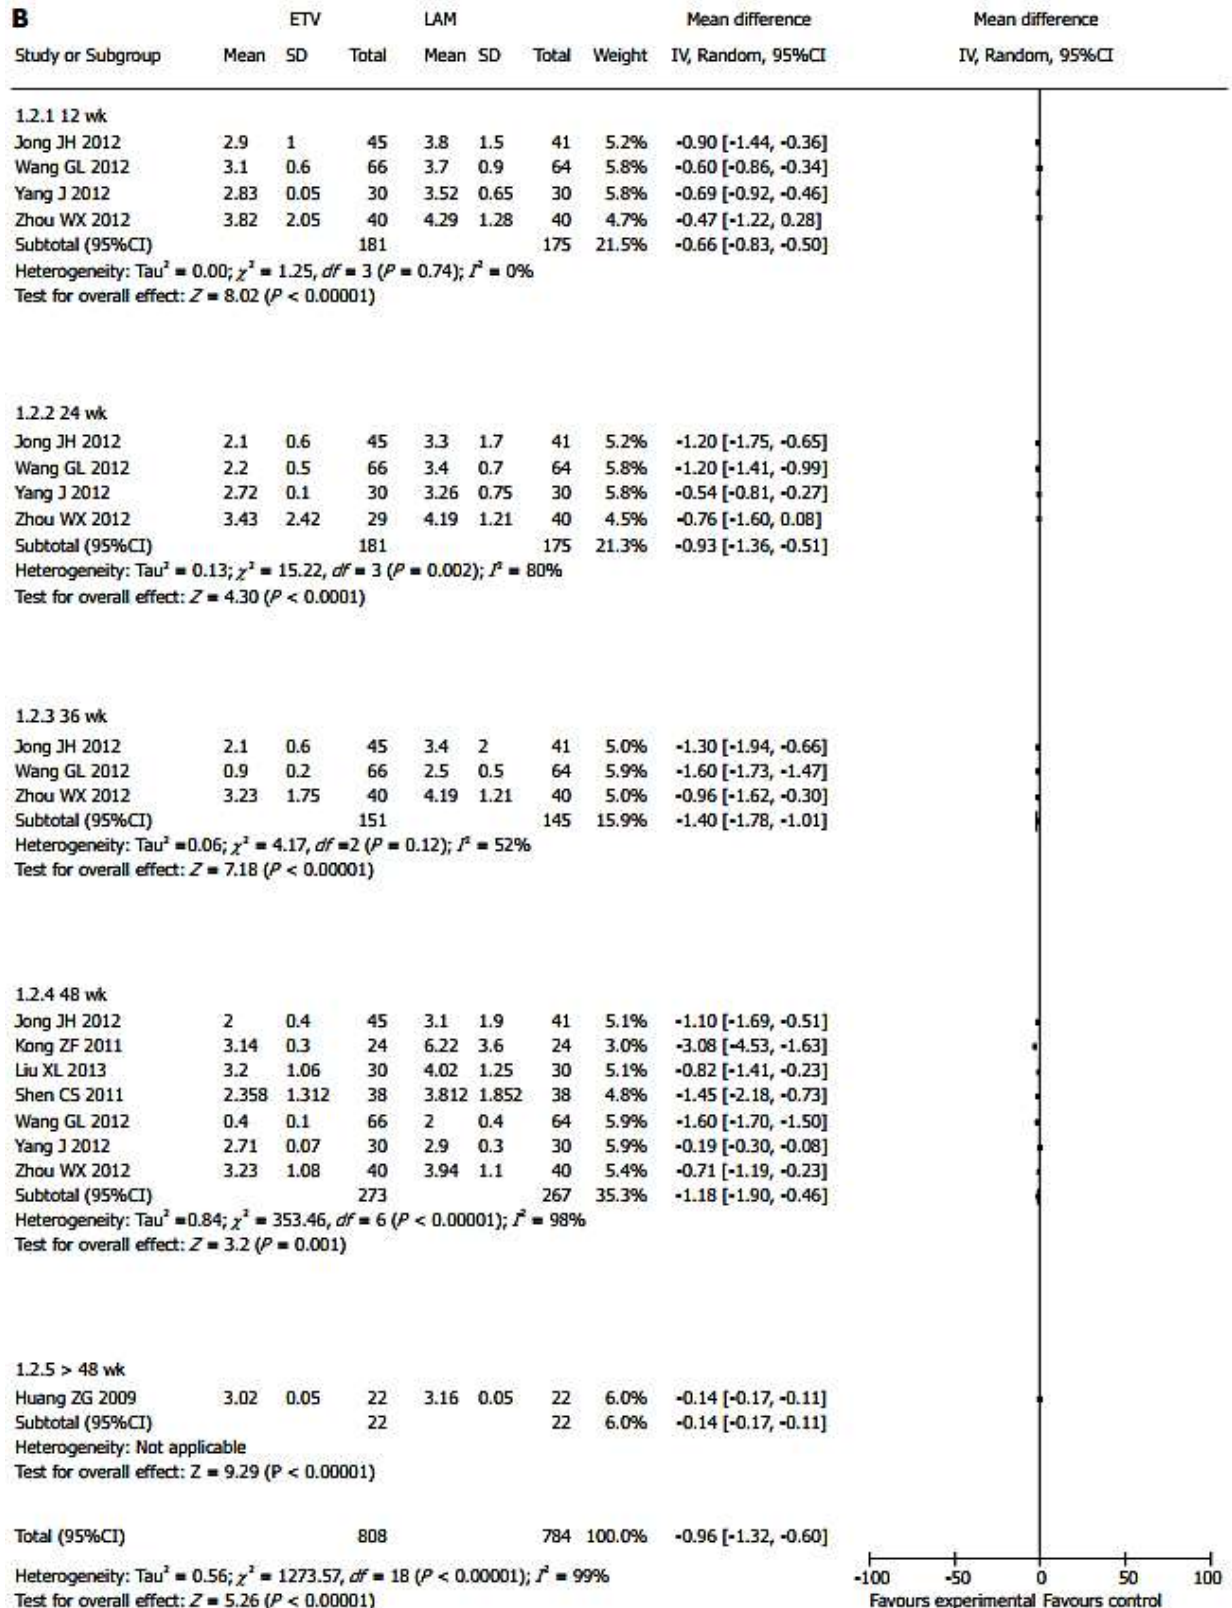 B ETV LAM Mean difference Mean difference
Study or Subgroup Mean SD Total Mean SD Total Weight IV, Random, 95%CI IV, Random, 95%CI
1.2.1 12 wk
Jong JH 2012 2.9 1 45 3.8 1.5 41 5.2% -0.90 [-1.44, -0.36]
Wang GL 2012 3.1 0.6 66 3.7 0.9 64 5.8% -0.60 [-0.86, -0.34]
Yang J 2012 2.83 0.05 30 3.52 0.65 30 5.8% -0.69 [-0.92, -0.46]
Zhou WX 2012 3.82 2.05 40 4.29 1.28 40 4.7% -0.47 [-1.22, 0.28]
Subtotal (95%CI) 181 175 21.5% -0.66 [-0.83, -0.50]
Heterogeneity: Tau² = 0.00; χ² = 1.25, df = 3 (P = 0.74); I² = 0%
Test for overall effect: Z = 8.02 (P < 0.00001)
1.2.2 24 wk
Jong JH 2012 2.1 0.6 45 3.3 1.7 41 5.2% -1.20 [-1.75, -0.65]
Wang GL 2012 2.2 0.5 66 3.4 0.7 64 5.8% -1.20 [-1.41, -0.99]
Yang J 2012 2.72 0.1 30 3.26 0.75 30 5.8% -0.54 [-0.81, -0.27]
Zhou WX 2012 3.43 2.42 29 4.19 1.21 40 4.5% -0.76 [-1.60, 0.08]
Subtotal (95%CI) 181 175 21.3% -0.93 [-1.36, -0.51]
Heterogeneity: Tau² = 0.13; χ² = 15.22, df = 3 (P = 0.002); I² = 80%
Test for overall effect: Z = 4.30 (P < 0.0001)
1.2.3 36 wk
Jong JH 2012 2.1 0.6 45 3.4 2 41 5.0% -1.30 [-1.94, -0.66]
Wang GL 2012 0.9 0.2 66 2.5 0.5 64 5.9% -1.60 [-1.73, -1.47]
Zhou WX 2012 3.23 1.75 40 4.19 1.21 40 5.0% -0.96 [-1.62, -0.30]
Subtotal (95%CI) 151 145 15.9% -1.40 [-1.78, -1.01]
Heterogeneity: Tau² =0.06; χ² = 4.17, df =2 (P = 0.12); I² = 52%
Test for overall effect: Z = 7.18 (P < 0.00001)
1.2.4 48 wk
Jong JH 2012 2 0.4 45 3.1 1.9 41 5.1% -1.10 [-1.69, -0.51]
Kong ZF 2011 3.14 0.3 24 6.22 3.6 24 3.0% -3.08 [-4.53, -1.63]
Liu XL 2013 3.2 1.06 30 4.02 1.25 30 5.1% -0.82 [-1.41, -0.23]
Shen CS 2011 2.358 1.312 38 3.812 1.852 38 4.8% -1.45 [-2.18, -0.73]
Wang GL 2012 0.4 0.1 66 2 0.4 64 5.9% -1.60 [-1.70, -1.50]
Yang J 2012 2.71 0.07 30 2.9 0.3 30 5.9% -0.19 [-0.30, -0.08]
Zhou WX 2012 3.23 1.08 40 3.94 1.1 40 5.4% -0.71 [-1.19, -0.23]
Subtotal (95%CI) 273 267 35.3% -1.18 [-1.90, -0.46]
Heterogeneity: Tau² =0.84; χ² = 353.46, df = 6 (P < 0.00001); I² = 98%
Test for overall effect: Z = 3.2 (P = 0.001)
1.2.5 > 48 wk
Huang ZG 2009 3.02 0.05 22 3.16 0.05 22 6.0% -0.14 [-0.17, -0.11]
Subtotal (95%CI) 22 22 6.0% -0.14 [-0.17, -0.11]
Heterogeneity: Not applicable
Test for overall effect: Z = 9.29 (P < 0.00001)
Total (95%CI) 808 784 100.0% -0.96 [-1.32, -0.60]
Heterogeneity: Tau² = 0.56; χ² = 1273.57, df = 18 (P < 0.00001); I² = 99%
-100 -50 0 50 100
Test for overall effect: Z = 5.26 (P < 0.00001) Favours experimental Favours control